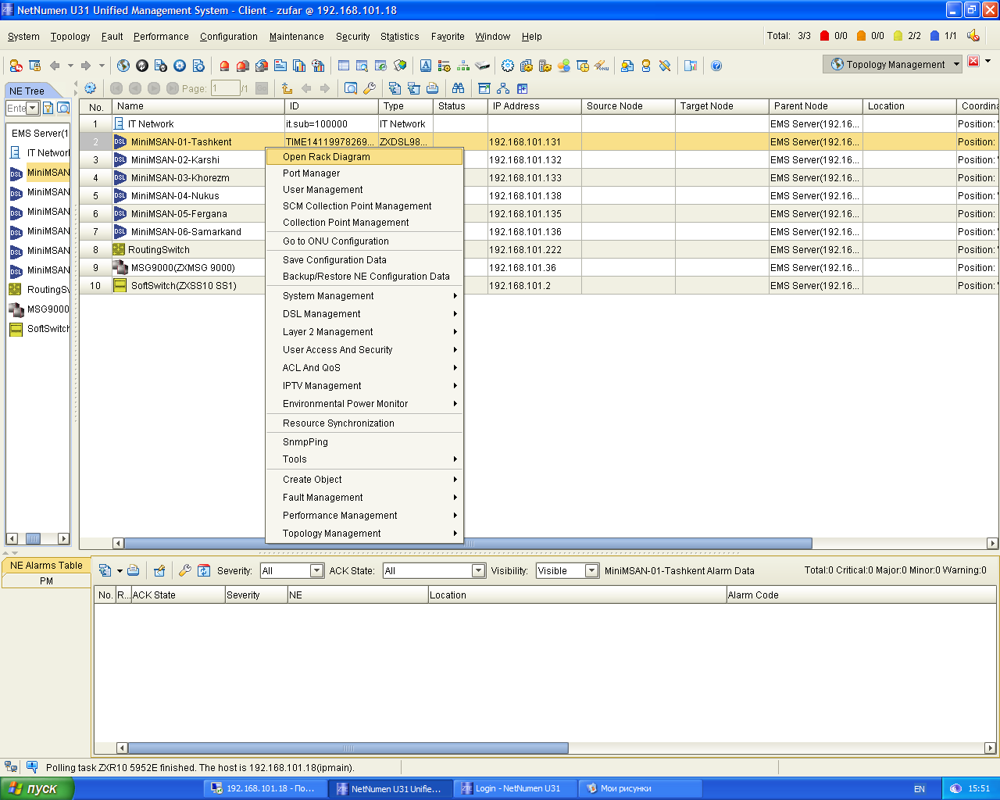 NetNumen U31 Unified Management System - Client - zufar @ 192.168.101.18
System Topology Fault Performance Configuration Maintenance Security Statistics Favorite Window Help
Total: 3/3 0/0 0/0 2/2 1/1
Topology Management
NE Tree
Page: 1 /1
Ente
No. Name ID Type Status IP Address Source Node Target Node Parent Node Location Coordina
1 IT Network it.sub=100000 IT Network EMS Server(192.16... Position: '
2 MiniMSAN-01-Tashkent TIME14119978269... ZXDSL98... 192.168.101.131 EMS Server(192.16... Position:
3 MiniMSAN-02-Karshi 192.168.101.132 EMS Server(192.16... Position:
4 MiniMSAN-03-Khorezm 192.168.101.133 EMS Server(192.16... Position:
5 MiniMSAN-04-Nukus 192.168.101.138 EMS Server(192.16... Position:
6 MiniMSAN-05-Fergana 192.168.101.135 EMS Server(192.16... Position:
7 MiniMSAN-06-Samarkand 192.168.101.136 EMS Server(192.16... Position:
8 RoutingSwitch 192.168.101.222 EMS Server(192.16... Position: '
9 MSG9000(ZXMSG 9000) 192.168.101.36 EMS Server(192.16... Position:
10 SoftSwitch(ZXSS10 SS1) 192.168.101.2 EMS Server(192.16... Position: '
EMS Server(1
IT Networ
DSL MiniMSAN
DSL MiniMSAN
DSL MiniMSAN
DSL MiniMSAN
DSL MiniMSAN
DSL MiniMSAN
RoutingSw
MSG9000
SoftSwitch
Open Rack Diagram
Port Manager
User Management
SCM Collection Point Management
Collection Point Management
Go to ONU Configuration
Save Configuration Data
Backup/Restore NE Configuration Data
System Management
DSL Management
Layer 2 Management
User Access And Security
ACL And QoS
IPTV Management
Environmental Power Monitor
Resource Synchronization
SnmpPing
Tools
Create Object
Fault Management
Performance Management
Topology Management
NE Alarms Table
PM
Severity: All ACK State: All Visibility: Visible MiniMSAN-01-Tashkent Alarm Data Total:0 Critical:0 Major:0 Minor:0 Warning:0
No. R... ACK State Severity NE Location Alarm Code
Polling task ZXR10 5952E finished. The host is 192.168.101.18(ipmain).
пуск 192.168.101.18 - По... NetNumen U31 Unifie... Login - NetNumen U31 Мои рисунки EN 15:51